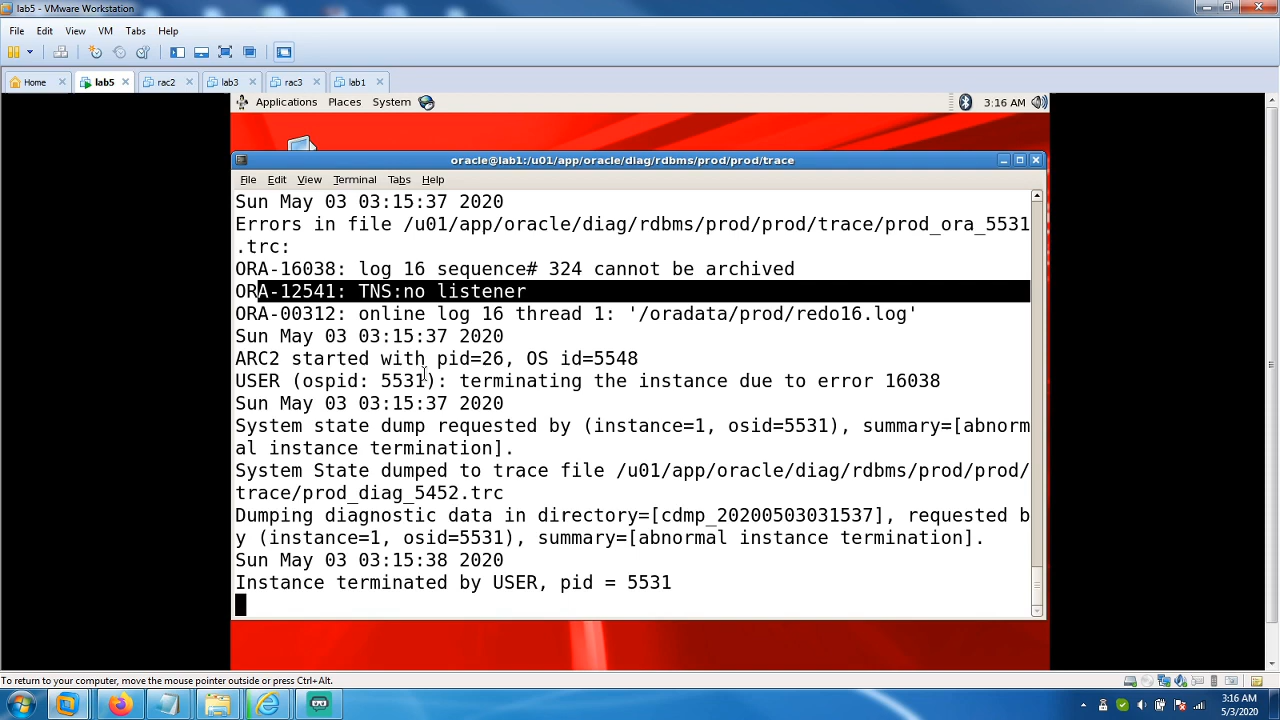 lab5 - VMware Workstation
File Edit View VM Tabs Help
Home lab5 rac2 lab3 rac3 lab1
Applications Places System 3:16 AM
oracle@lab1:/u01/app/oracle/diag/rdbms/prod/prod/trace
File Edit View Terminal Tabs Help
Sun May 03 03:15:37 2020
Errors in file /u01/app/oracle/diag/rdbms/prod/prod/trace/prod_ora_5531
.trc:
ORA-16038: log 16 sequence# 324 cannot be archived
ORA-12541: TNS:no listener
ORA-00312: online log 16 thread 1: '/oradata/prod/redo16.log'
Sun May 03 03:15:37 2020
ARC2 started with pid=26, OS id=5548
USER (ospid: 5531): terminating the instance due to error 16038
Sun May 03 03:15:37 2020
System state dump requested by (instance=1, osid=5531), summary=[abnorm
al instance termination].
System State dumped to trace file /u01/app/oracle/diag/rdbms/prod/prod/
trace/prod_diag_5452.trc
Dumping diagnostic data in directory=[cdmp_20200503031537], requested b
y (instance=1, osid=5531), summary=[abnormal instance termination].
Sun May 03 03:15:38 2020
Instance terminated by USER, pid = 5531
To return to your computer, move the mouse pointer outside or press Ctrl+Alt.
3:16 AM
5/3/2020